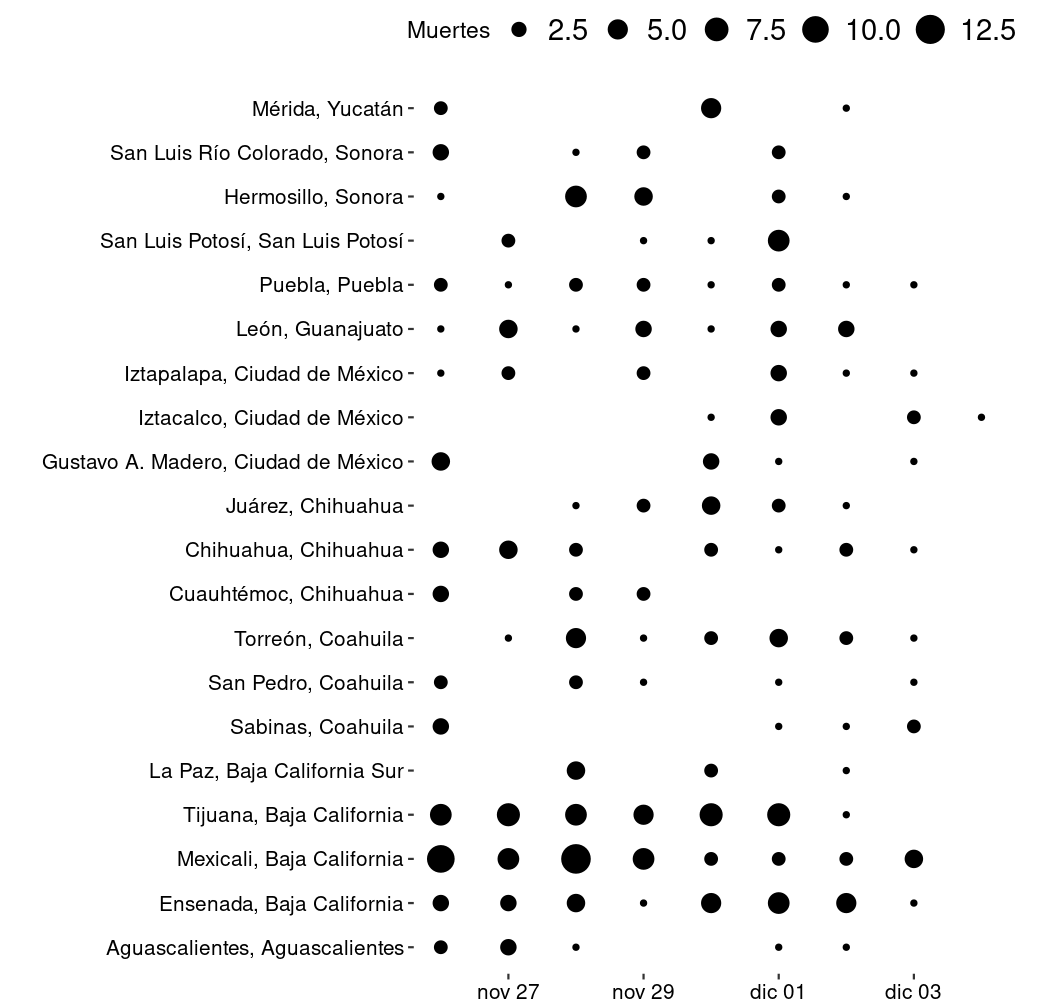 Muertes 2.5 5.0 7.5 10.0 12.5
Mérida, Yucatán
San Luis Río Colorado, Sonora
Hermosillo, Sonora
San Luis Potosí, San Luis Potosí
Puebla, Puebla
León, Guanajuato
Iztapalapa, Ciudad de México
Iztacalco, Ciudad de México
Gustavo A. Madero, Ciudad de México
Juárez, Chihuahua
Chihuahua, Chihuahua
Cuauhtémoc, Chihuahua
Torreón, Coahuila
San Pedro, Coahuila
Sabinas, Coahuila
La Paz, Baja California Sur
Tijuana, Baja California
Mexicali, Baja California
Ensenada, Baja California
Aguascalientes, Aguascalientes
nov 27 nov 29 dic 01 dic 03